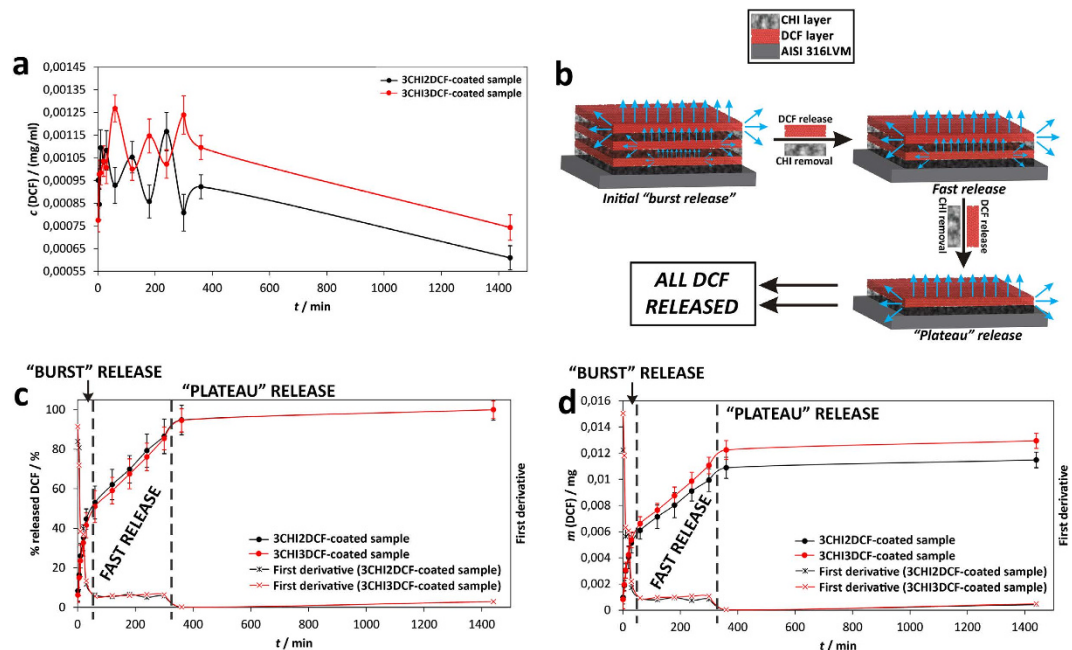 CHI layer
DCF layer
AISI 316LVM
a
0,00145
0,00135
0,00125
0,00115
0,00105
0,00095
0,00085
0,00075
0,00065
0,00055
c (DCF) / (mg/ml)
3CHI2DCF-coated sample
3CHI3DCF-coated sample
0 200 400 600 800 1000 1200 1400
t / min
b
DCF release
CHI removal
Initial “burst release”
Fast release
CHI removal
DCF release
ALL DCF
RELEASED
“Plateau” release
“BURST” RELEASE
c
“PLATEAU” RELEASE
100
80
60
40
20
0
% released DCF / %
FAST RELEASE
3CHI2DCF-coated sample
3CHI3DCF-coated sample
First derivative (3CHI2DCF-coated sample)
First derivative (3CHI3DCF-coated sample)
First derivative
0 200 400 600 800 1000 1200 1400
t / min
“BURST” RELEASE
d
“PLATEAU” RELEASE
0,016
0,014
0,012
0,01
0,008
0,006
0,004
0,002
0
m (DCF) / mg
FAST RELEASE
3CHI2DCF-coated sample
3CHI3DCF-coated sample
First derivative (3CHI2DCF-coated sample)
First derivative (3CHI3DCF-coated sample)
First derivative
0 200 400 600 800 1000 1200 1400
t / min